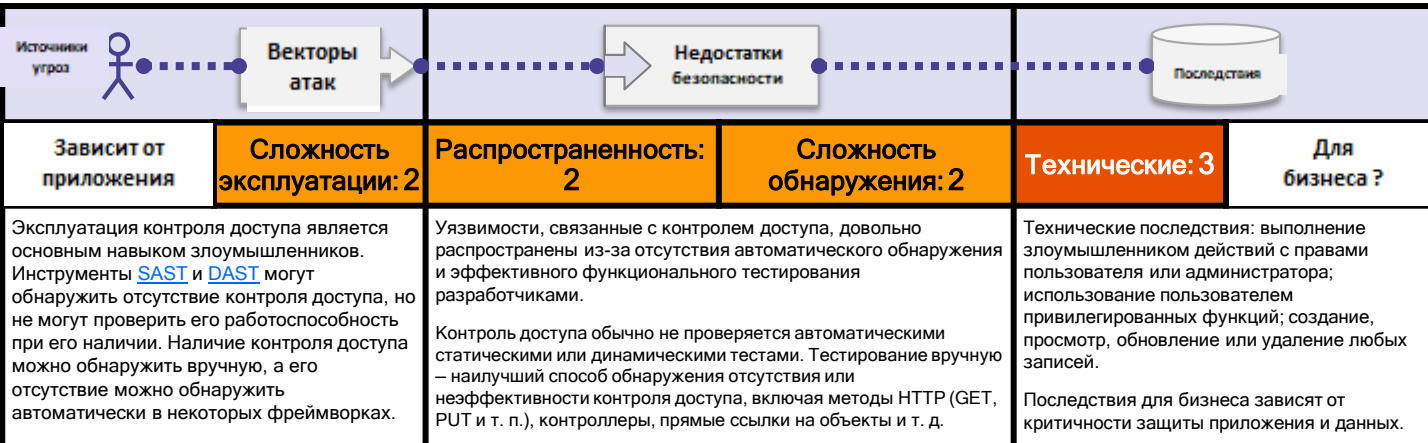 Источники
угроз
Векторы
атак
Недостатки
безопасности
Последствия
Зависит от
приложения
Сложность
эксплуатации: 2
Распространенность:
2
Сложность
обнаружения: 2
Технические: 3
Для
бизнеса ?
Эксплуатация контроля доступа является
основным навыком злоумышленников.
Инструменты SAST и DAST могут
обнаружить отсутствие контроля доступа, но
не могут проверить его работоспособность
при его наличии. Наличие контроля доступа
можно обнаружить вручную, а его
отсутствие можно обнаружить
автоматически в некоторых фреймворках.
Уязвимости, связанные с контролем доступа, довольно
распространены из-за отсутствия автоматического обнаружения
и эффективного функционального тестирования
разработчиками.
Контроль доступа обычно не проверяется автоматическими
статическими или динамическими тестами. Тестирование вручную
– наилучший способ обнаружения отсутствия или
неэффективности контроля доступа, включая методы HTTP (GET,
PUT и т. п.), контроллеры, прямые ссылки на объекты и т. д.
Технические последствия: выполнение
злоумышленником действий с правами
пользователя или администратора;
использование пользователем
привилегированных функций; создание,
просмотр, обновление или удаление любых
записей.
Последствия для бизнеса зависят от
критичности защиты приложения и данных.